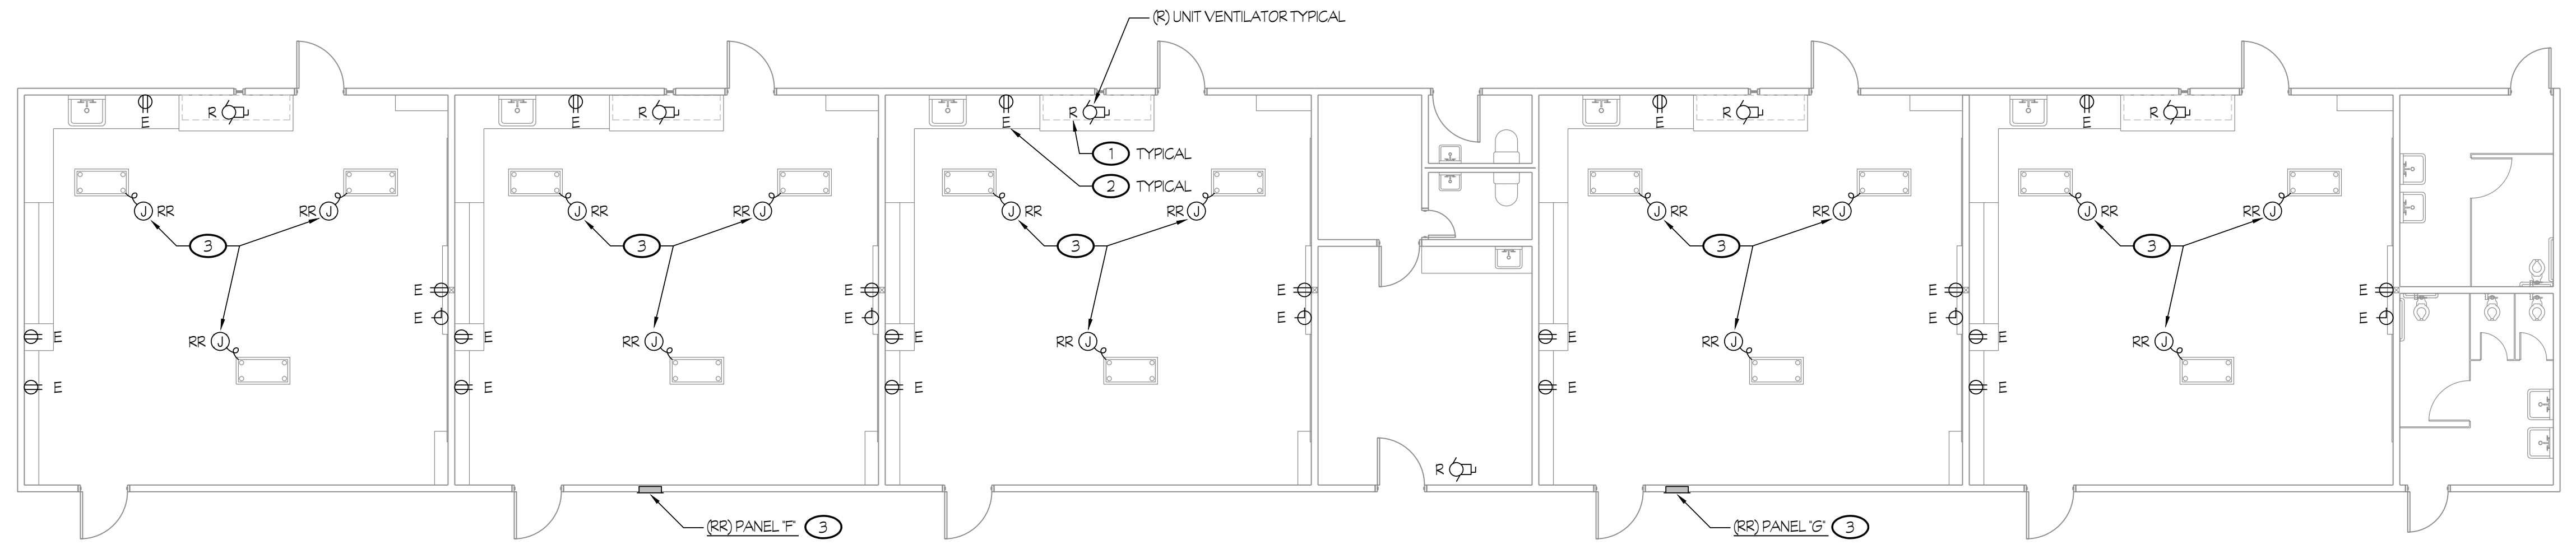 (R) UNIT VENTILATOR TYPICAL
R R R R R
E E E E E
1 TYPICAL
2 TYPICAL
J RR RR J J RR RR J J RR RR J J RR RR J J RR RR J
3 3 3 3 3
E E E E E
E E E E E
E E E E E
RR J RR J RR J RR J RR J
E E E E E
R
(RR) PANEL "F" 3
(RR) PANEL "G" 3